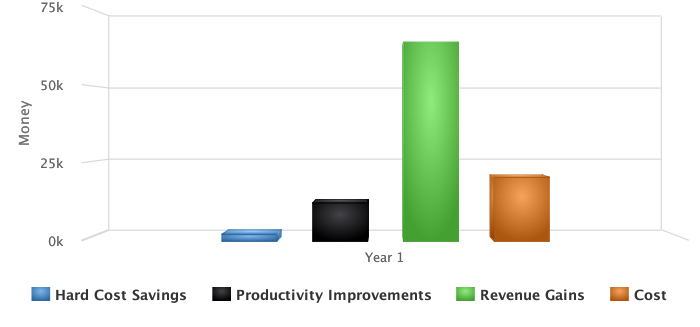 75k
50k
25k
0k
Money
Year 1
Hard Cost Savings Productivity Improvements Revenue Gains Cost